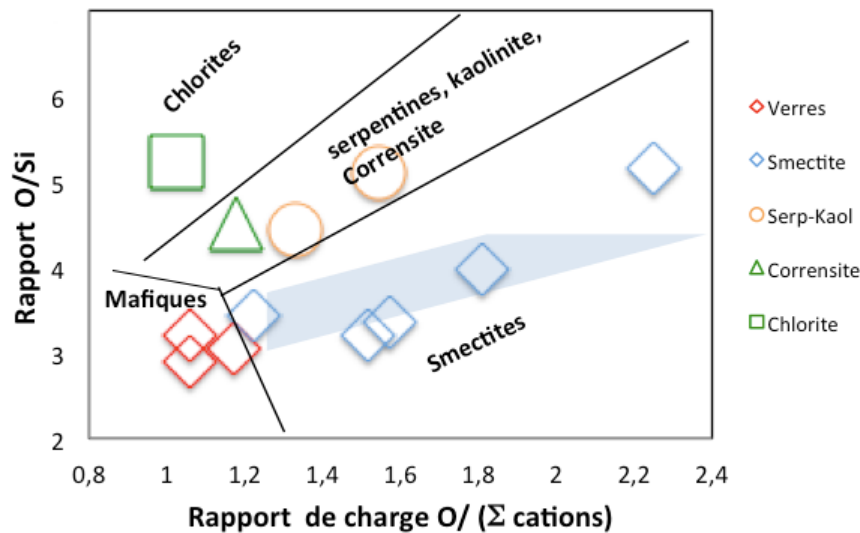 Chlorites
serpentines, kaolinite,
Corrensite
Mafiques
Smectites
Rapport O/Si
6
5
4
3
2
0,8 1 1,2 1,4 1,6 1,8 2 2,2 2,4
Rapport de charge O/ (Σ cations)
Verres
Smectite
Serp-Kaol
Corrensite
Chlorite